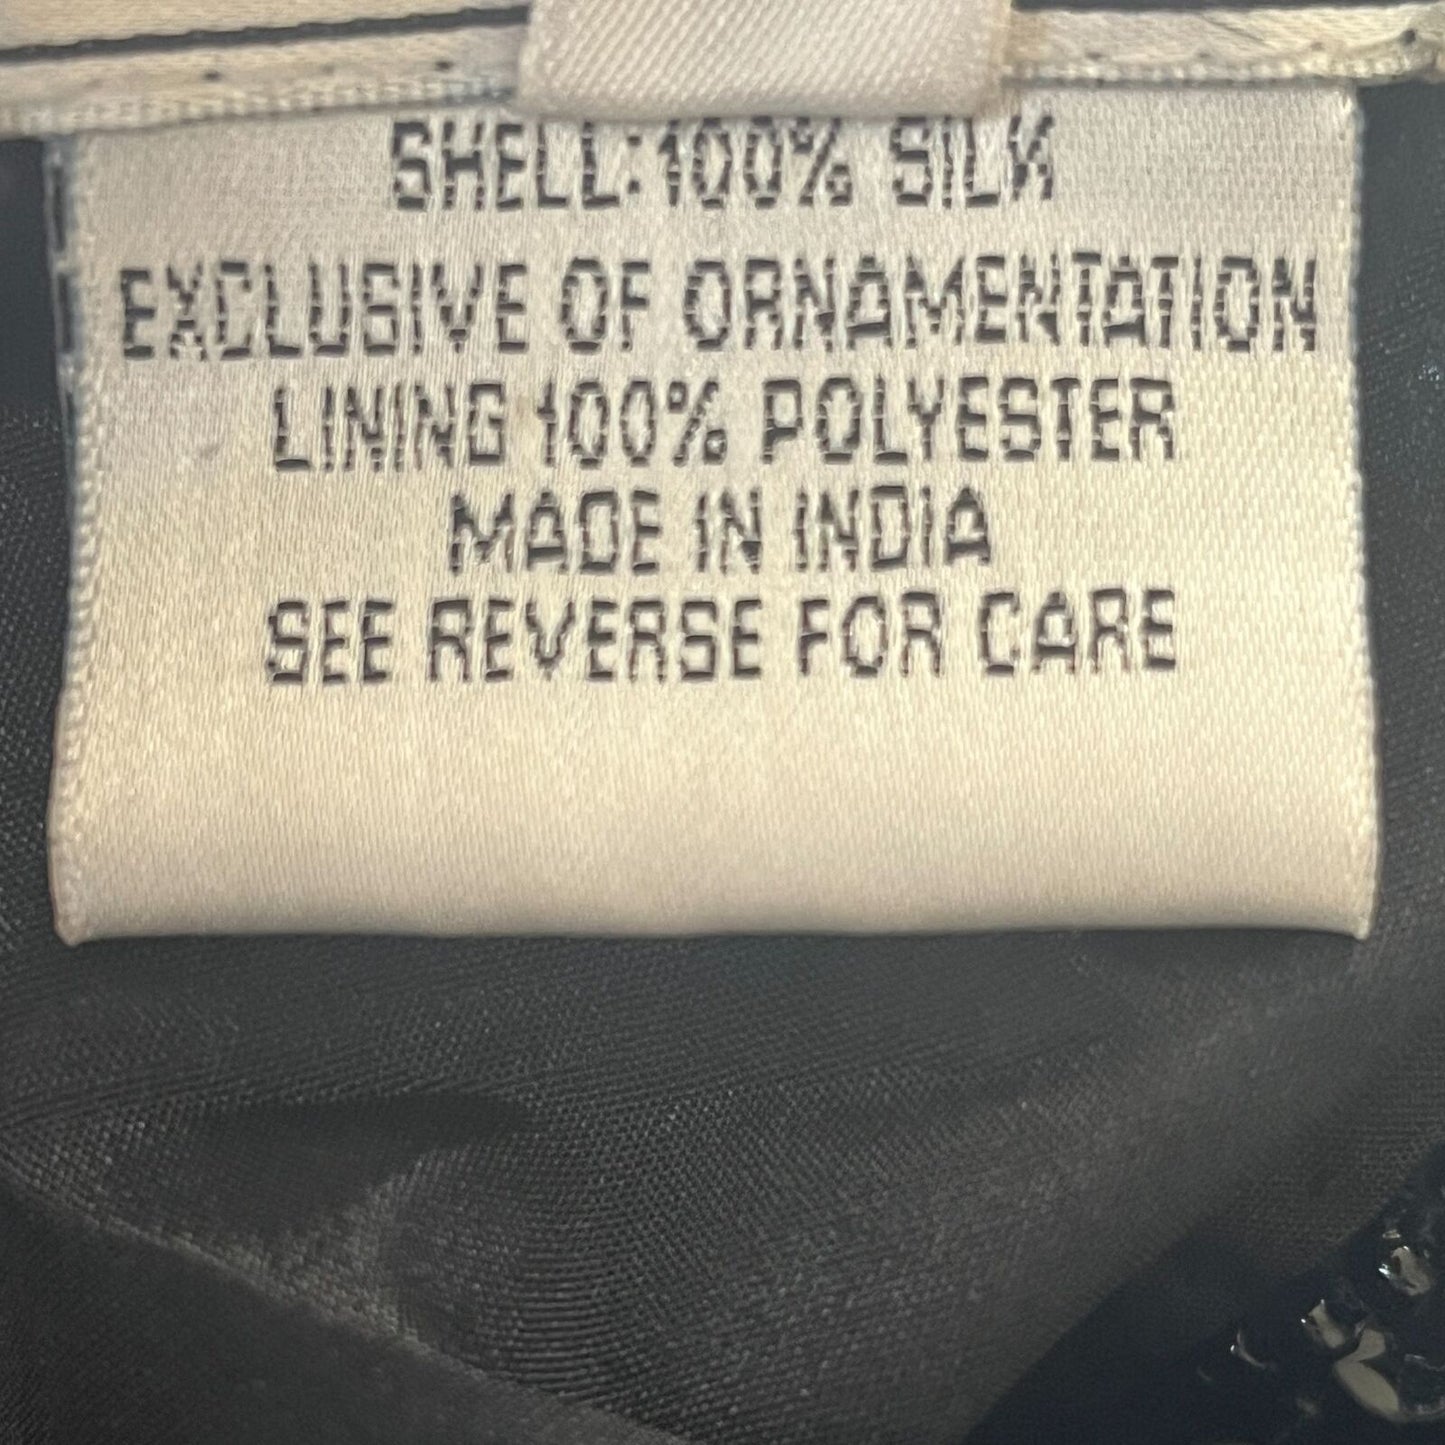 SHELL:100% SILK
EXCLUSIVE OF ORNAMENTATION
LINING 100% POLYESTER
MADE IN INDIA
SEE REVERSE FOR CARE